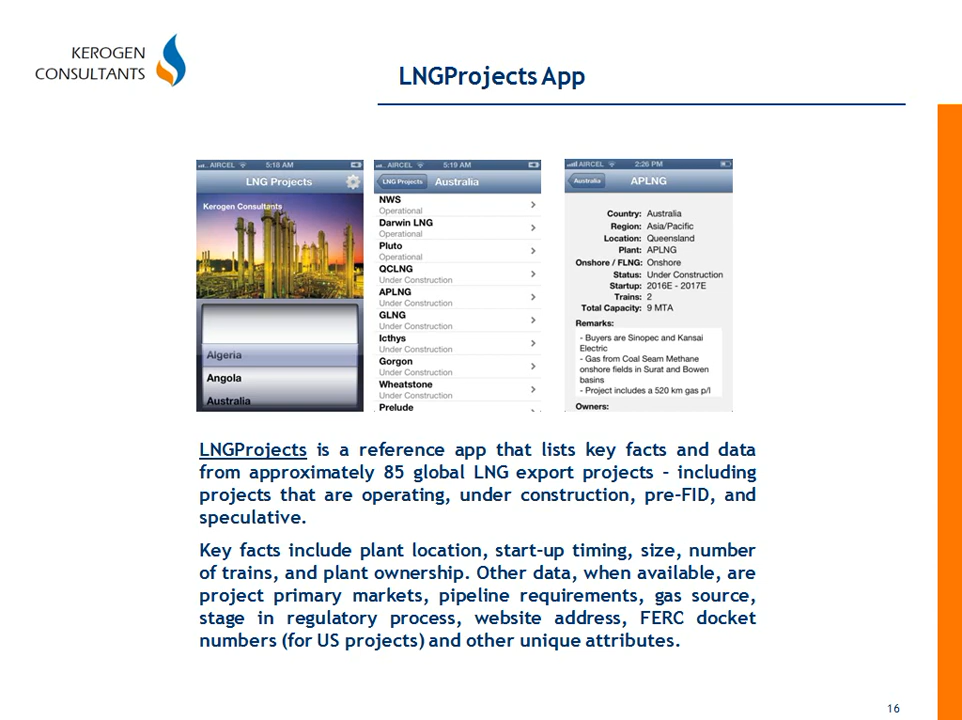 KEROGEN
CONSULTANTS
LNGProjects App
AIRCEL 5:18 AM
LNG Projects
Kerogen Consultants
Algeria
Angola
Australia
AIRCEL 5:19 AM
LNG Projects Australia
NWS
Operational
Darwin LNG
Operational
Pluto
Operational
QCLNG
Under Construction
APLNG
Under Construction
GLNG
Under Construction
Icthys
Under Construction
Gorgon
Under Construction
Wheatstone
Under Construction
Prelude
AIRCEL 2:26 PM
Australia APLNG
Country: Australia
Region: Asia/Pacific
Location: Queensland
Plant: APLNG
Onshore / FLNG: Onshore
Status: Under Construction
Startup: 2016E - 2017E
Trains: 2
Total Capacity: 9 MTA
Remarks:
- Buyers are Sinopec and Kansai
Electric
- Gas from Coal Seam Methane
onshore fields in Surat and Bowen
basins
- Project includes a 520 km gas p/l
Owners:
LNGProjects is a reference app that lists key facts and data
from approximately 85 global LNG export projects – including
projects that are operating, under construction, pre-FID, and
speculative.
Key facts include plant location, start-up timing, size, number
of trains, and plant ownership. Other data, when available, are
project primary markets, pipeline requirements, gas source,
stage in regulatory process, website address, FERC docket
numbers (for US projects) and other unique attributes.
16